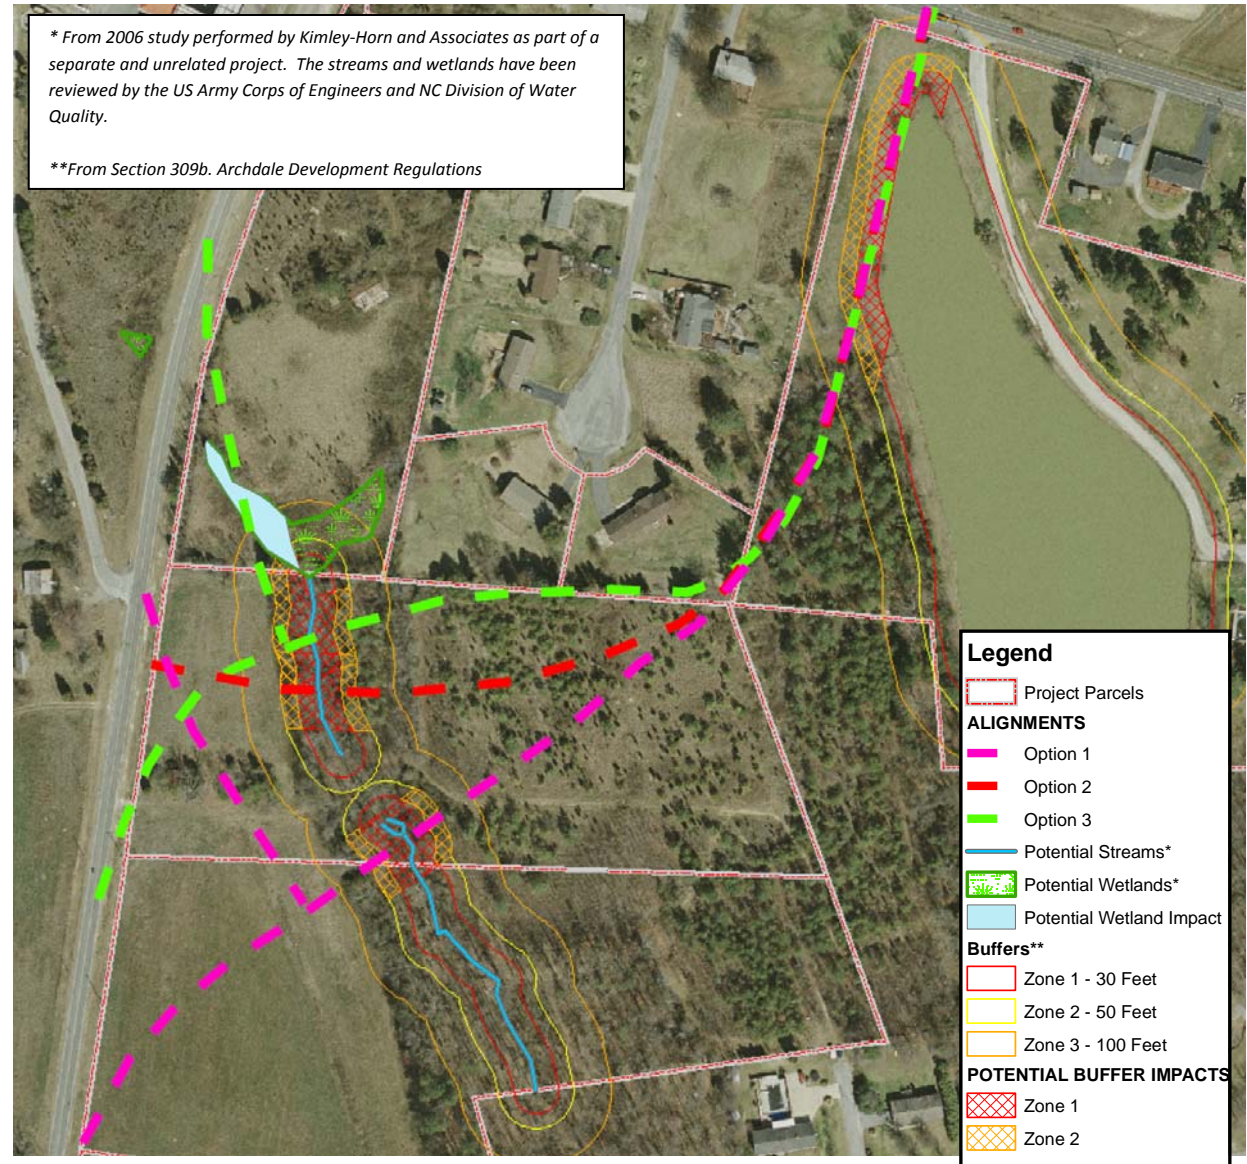 * From 2006 study performed by Kimley-Horn and Associates as part of a
separate and unrelated project. The streams and wetlands have been
reviewed by the US Army Corps of Engineers and NC Division of Water
Quality.
**From Section 309b. Archdale Development Regulations
Legend
Project Parcels
ALIGNMENTS
Option 1
Option 2
Option 3
Potential Streams*
Potential Wetlands*
Potential Wetland Impact
Buffers**
Zone 1 - 30 Feet
Zone 2 - 50 Feet
Zone 3 - 100 Feet
POTENTIAL BUFFER IMPACTS
Zone 1
Zone 2